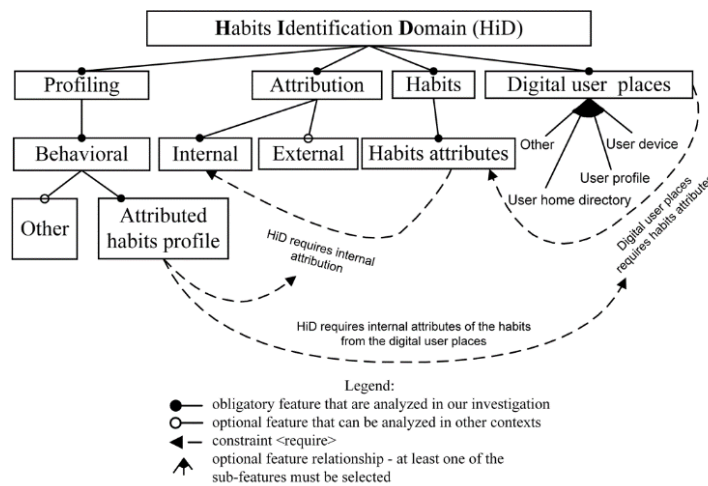 Habits Identification Domain (HiD)
Profiling
Attribution
Habits
Digital user places
Other
User device
User profile
User home directory
Behavioral
Internal
External
Habits attributes
Other
Attributed
habits profile
HiD requires internal
attribution
Digital user places
requires habits attributes
HiD requires internal attributes of the habits
from the digital user places
Legend:
obligatory feature that are analyzed in our investigation
optional feature that can be analyzed in other contexts
constraint <require>
optional feature relationship - at least one of the
sub-features must be selected